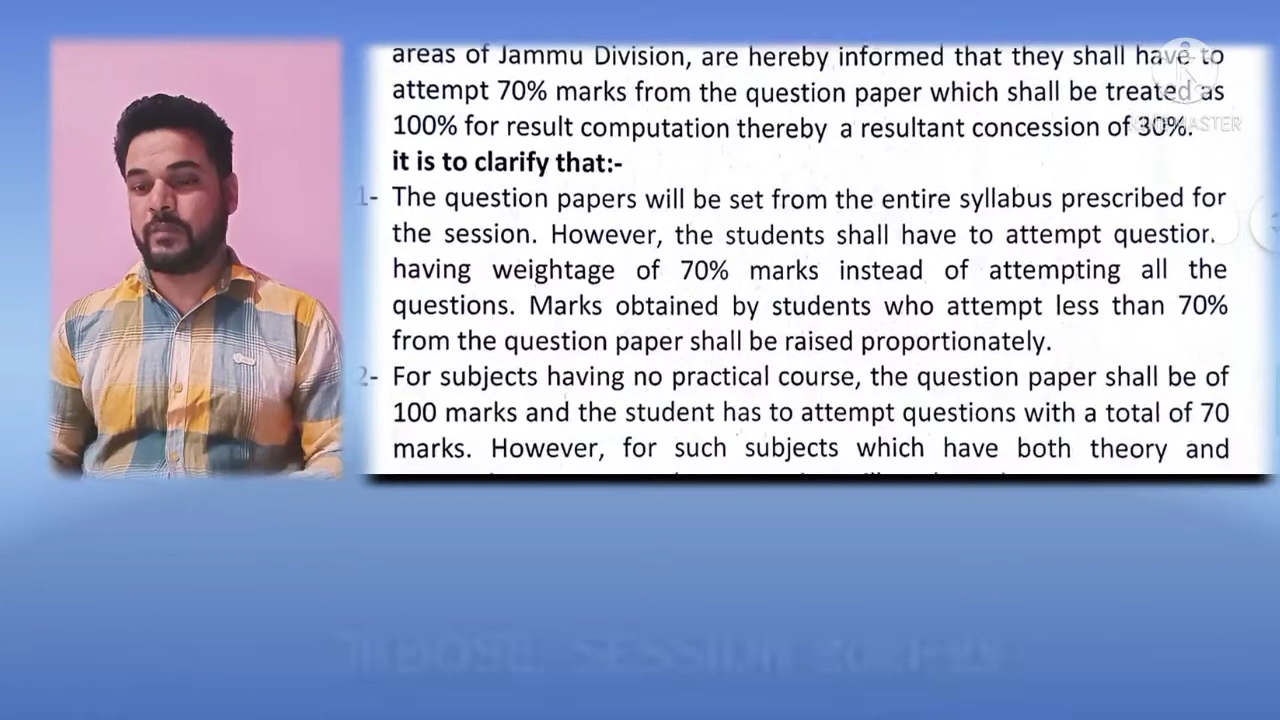 areas of Jammu Division, are hereby informed that they shall have to
attempt 70% marks from the question paper which shall be treated as
100% for result computation thereby a resultant concession of 30%.
it is to clarify that:-
1- The question papers will be set from the entire syllabus prescribed for
the session. However, the students shall have to attempt question.
having weightage of 70% marks instead of attempting all the
questions. Marks obtained by students who attempt less than 70%
from the question paper shall be raised proportionately.
2- For subjects having no practical course, the question paper shall be of
100 marks and the student has to attempt questions with a total of 70
marks. However, for such subjects which have both theory and
SESSION